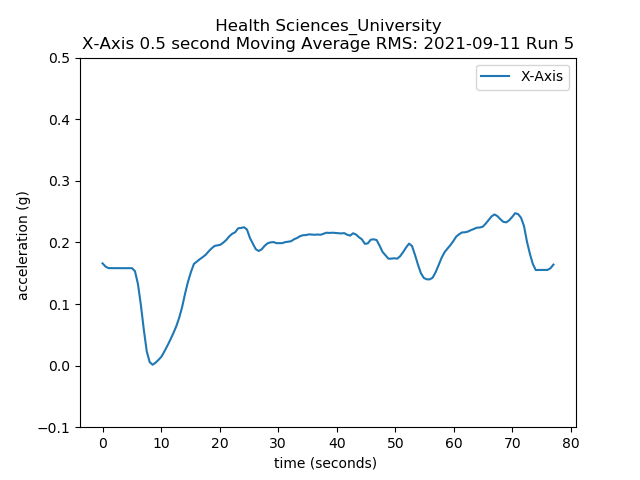 Health Sciences_University
X-Axis 0.5 second Moving Average RMS: 2021-09-11 Run 5
X-Axis
0.5
0.4
0.3
0.2
0.1
0.0
−0.1
acceleration (g)
0 10 20 30 40 50 60 70 80
time (seconds)